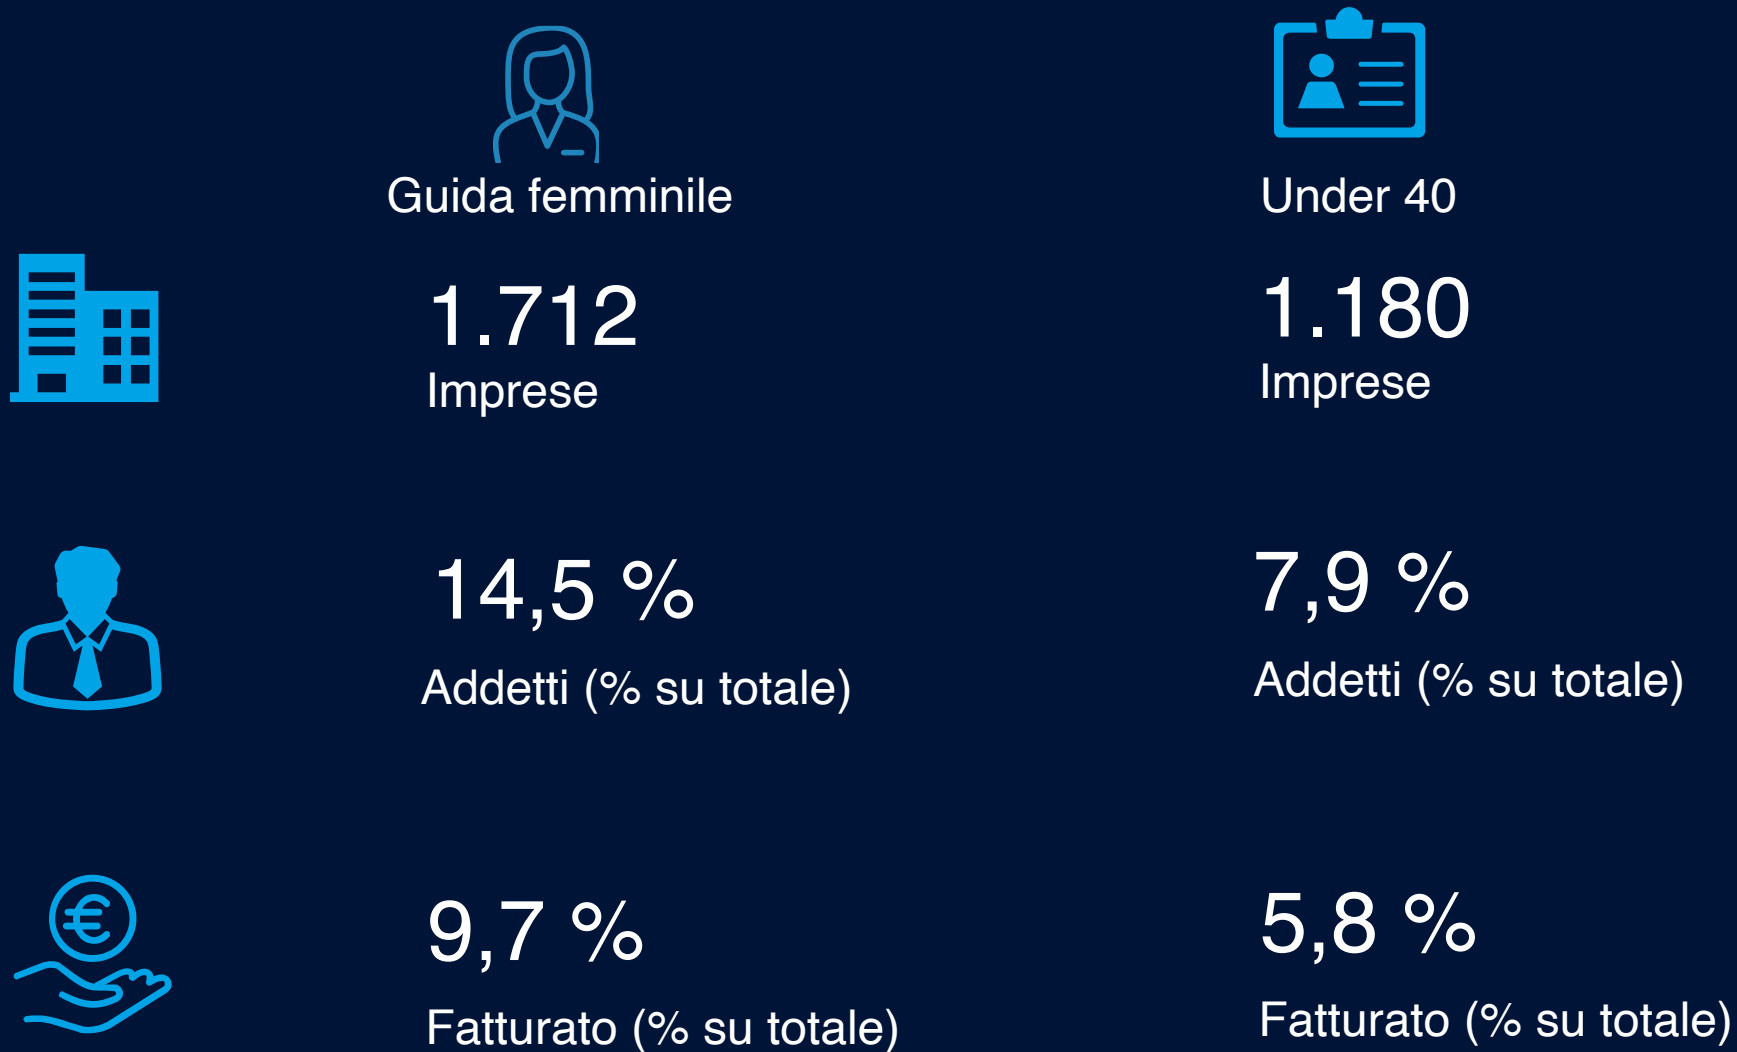 Guida femminile
Under 40
1.712
Imprese
1.180
Imprese
14,5 %
Addetti (% su totale)
7,9 %
Addetti (% su totale)
€
9,7 %
Fatturato (% su totale)
5,8 %
Fatturato (% su totale)